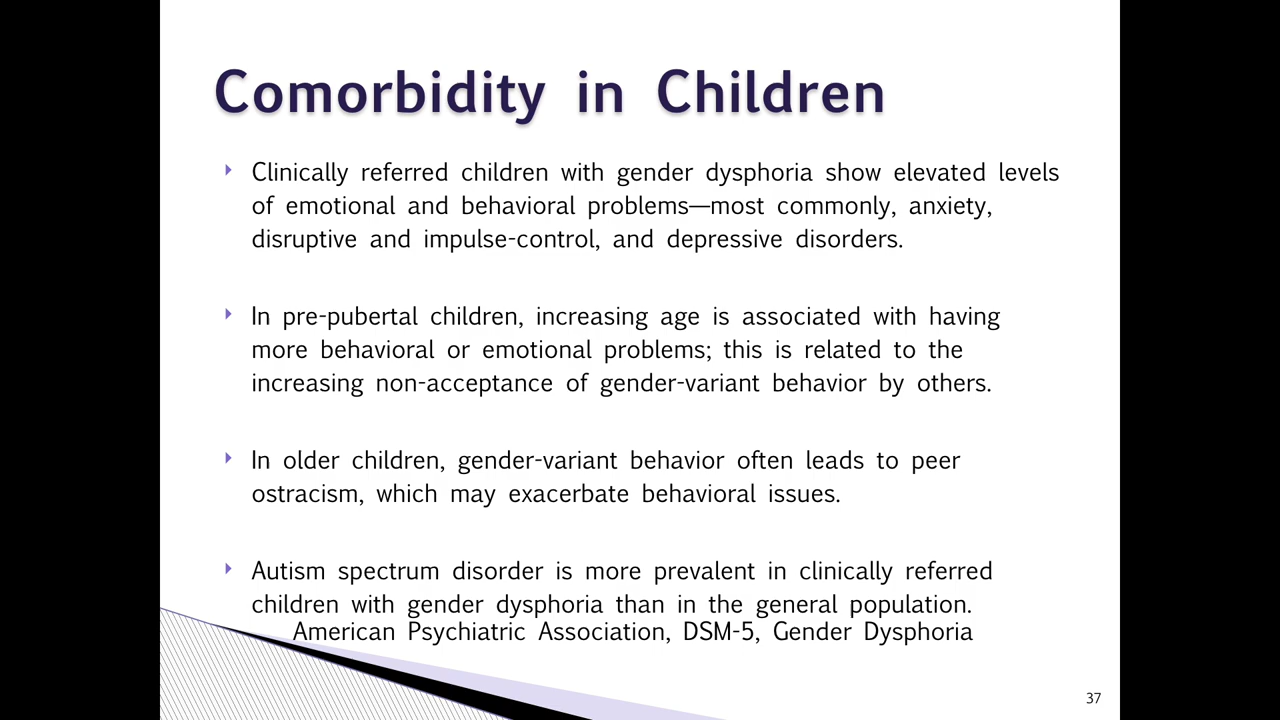 Comorbidity in Children
Clinically referred children with gender dysphoria show elevated levels
of emotional and behavioral problems—most commonly, anxiety,
disruptive and impulse-control, and depressive disorders.
In pre-pubertal children, increasing age is associated with having
more behavioral or emotional problems; this is related to the
increasing non-acceptance of gender-variant behavior by others.
In older children, gender-variant behavior often leads to peer
ostracism, which may exacerbate behavioral issues.
Autism spectrum disorder is more prevalent in clinically referred
children with gender dysphoria than in the general population.
American Psychiatric Association, DSM-5, Gender Dysphoria
37